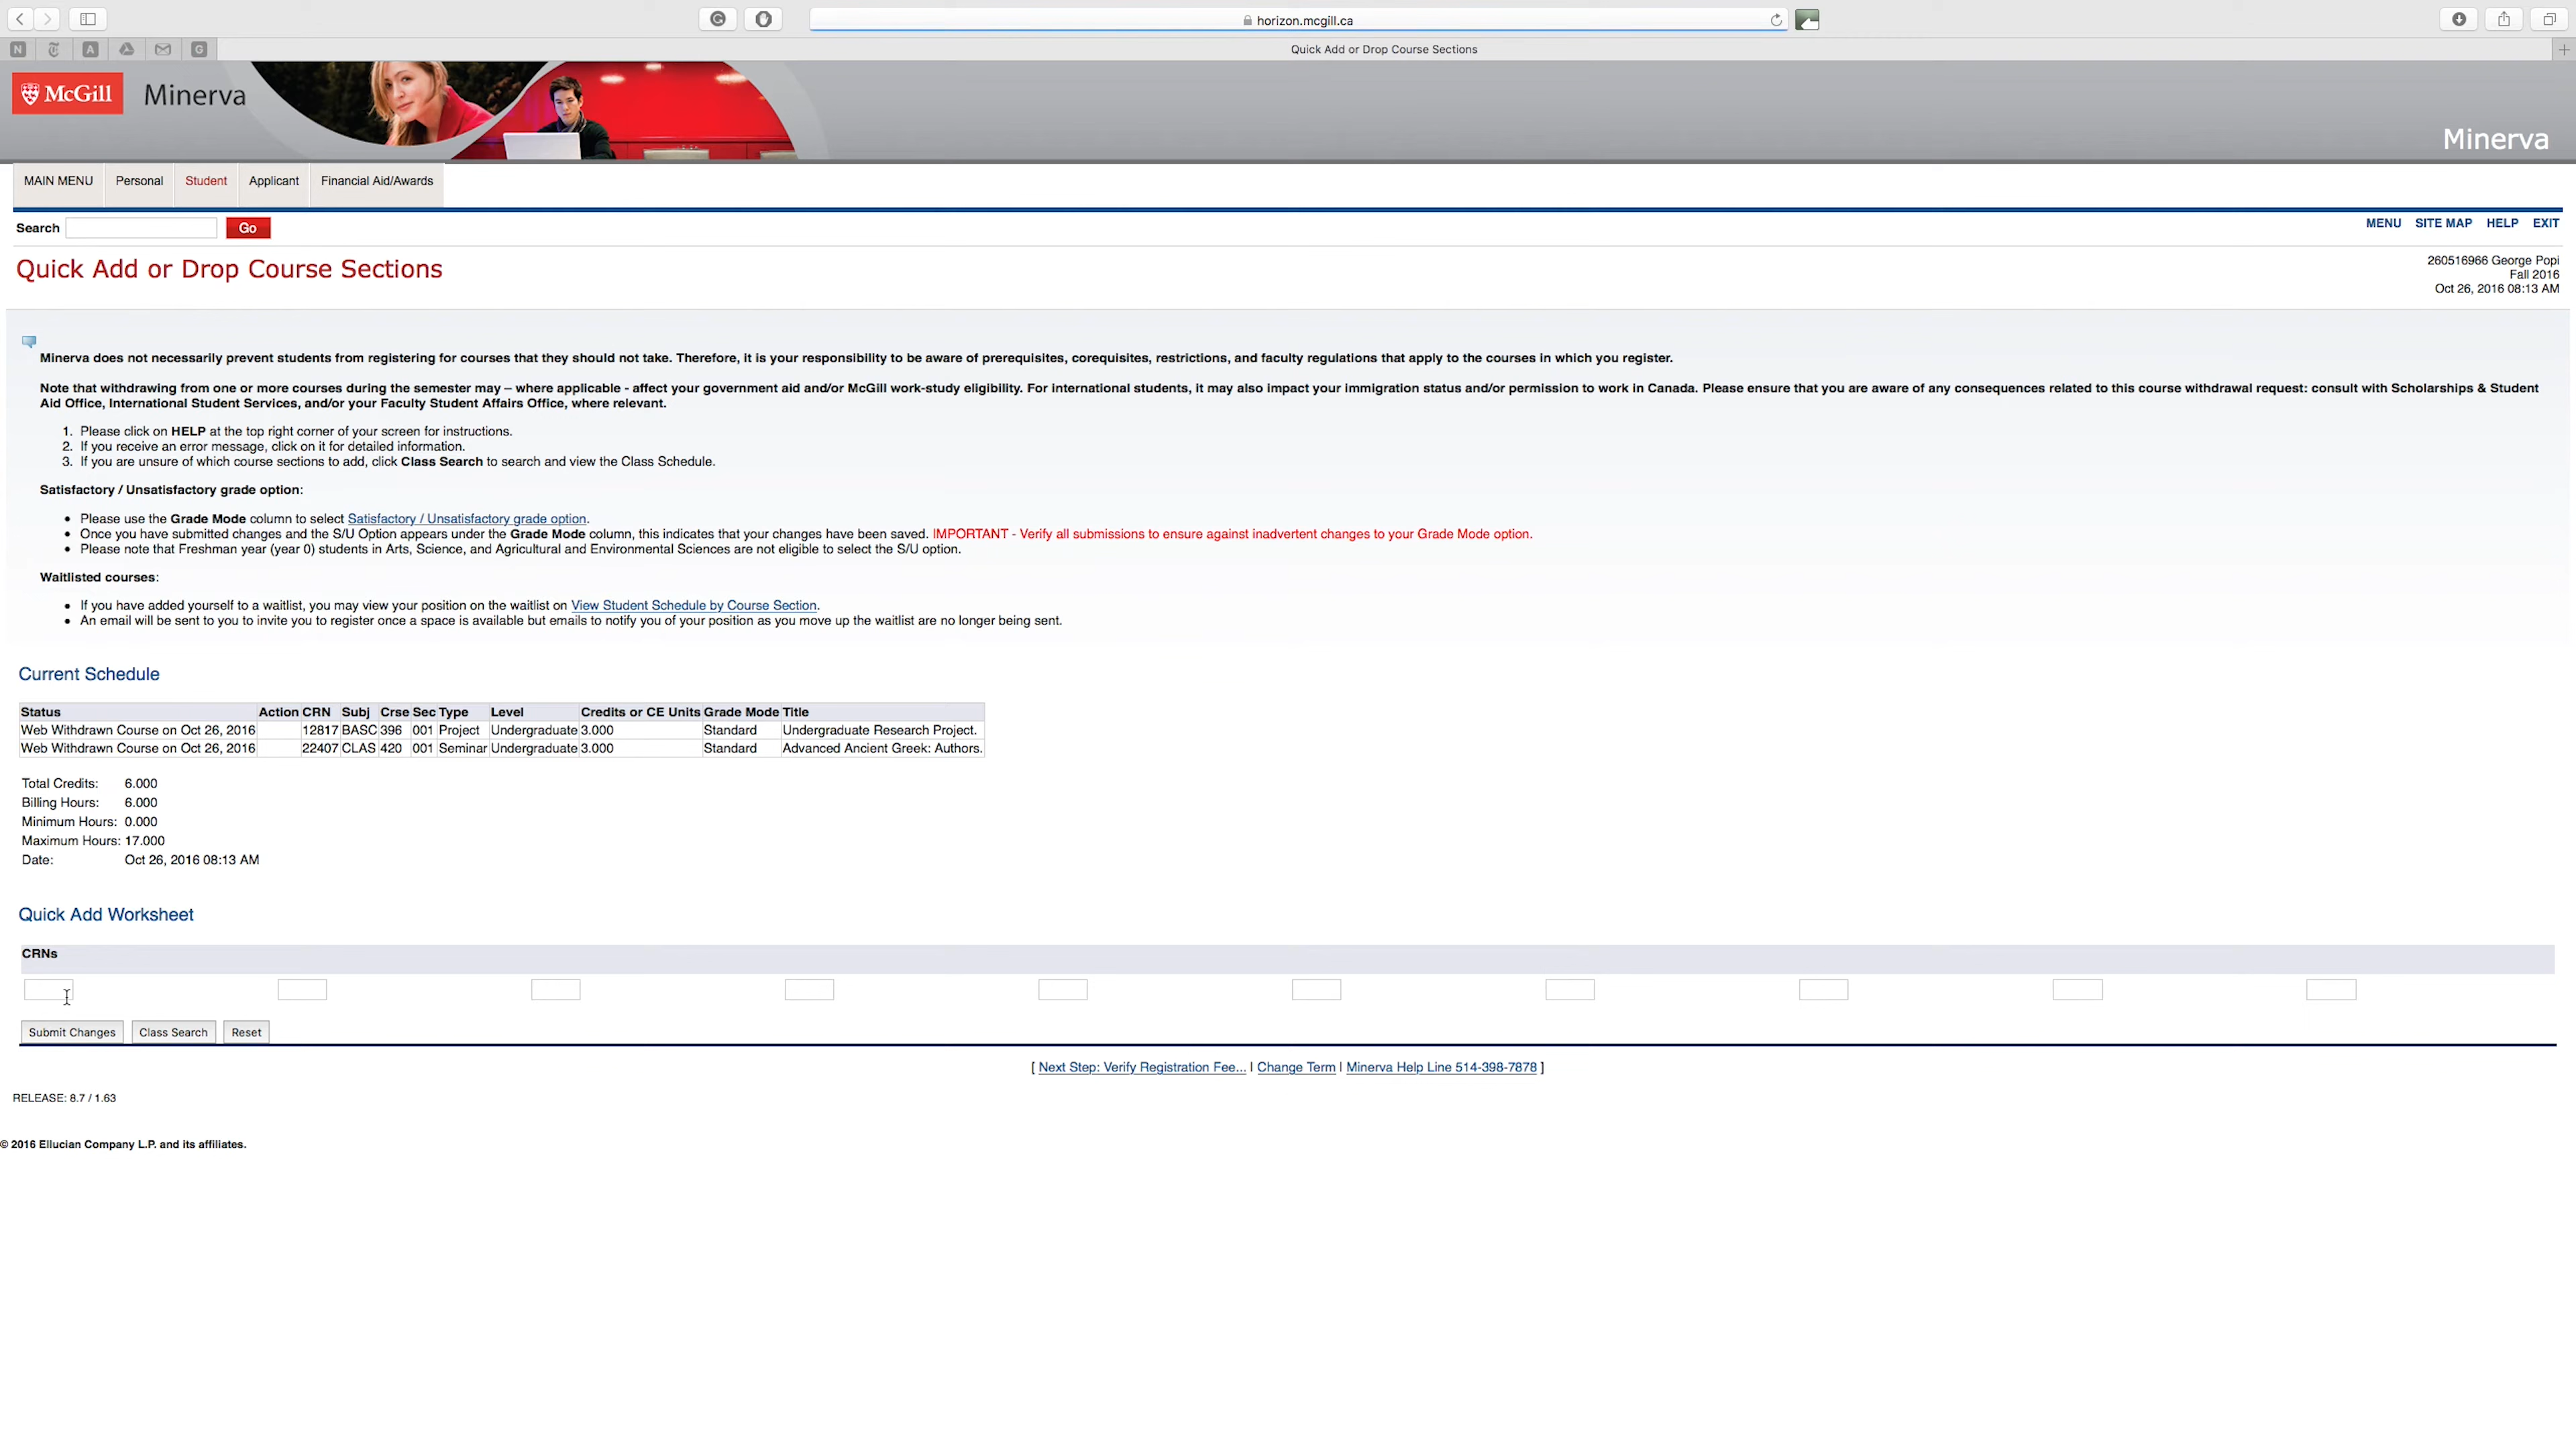 horizon.mcgill.ca
N A G Quick Add or Drop Course Sections
McGill Minerva
Minerva
MAIN MENU Personal Student Applicant Financial Aid/Awards
Search Go MENU SITE MAP HELP EXIT
Quick Add or Drop Course Sections
260516966 George Popi
Fall 2016
Oct 26, 2016 08:13 AM
Minerva does not necessarily prevent students from registering for courses that they should not take. Therefore, it is your responsibility to be aware of prerequisites, corequisites, restrictions, and faculty regulations that apply to the courses in which you register.
Note that withdrawing from one or more courses during the semester may – where applicable - affect your government aid and/or McGill work-study eligibility. For international students, it may also impact your immigration status and/or permission to work in Canada. Please ensure that you are aware of any consequences related to this course withdrawal request: consult with Scholarships & Student
Aid Office, International Student Services, and/or your Faculty Student Affairs Office, where relevant.
1. Please click on HELP at the top right corner of your screen for instructions.
2. If you receive an error message, click on it for detailed information.
3. If you are unsure of which course sections to add, click Class Search to search and view the Class Schedule.
Satisfactory / Unsatisfactory grade option:
• Please use the Grade Mode column to select Satisfactory / Unsatisfactory grade option.
• Once you have submitted changes and the S/U Option appears under the Grade Mode column, this indicates that your changes have been saved. IMPORTANT - Verify all submissions to ensure against inadvertent changes to your Grade Mode option.
• Please note that Freshman year (year 0) students in Arts, Science, and Agricultural and Environmental Sciences are not eligible to select the S/U option.
Waitlisted courses:
• If you have added yourself to a waitlist, you may view your position on the waitlist on View Student Schedule by Course Section.
• An email will be sent to you to invite you to register once a space is available but emails to notify you of your position as you move up the waitlist are no longer being sent.
Current Schedule
Status Action CRN Subj Crse Sec Type Level Credits or CE Units Grade Mode Title
Web Withdrawn Course on Oct 26, 2016 12817 BASC 396 001 Project Undergraduate 3.000 Standard Undergraduate Research Project.
Web Withdrawn Course on Oct 26, 2016 22407 CLAS 420 001 Seminar Undergraduate 3.000 Standard Advanced Ancient Greek: Authors.
Total Credits: 6.000
Billing Hours: 6.000
Minimum Hours: 0.000
Maximum Hours: 17.000
Date: Oct 26, 2016 08:13 AM
Quick Add Worksheet
CRNs
Submit Changes Class Search Reset
[ Next Step: Verify Registration Fee... | Change Term | Minerva Help Line 514-398-7878 ]
RELEASE: 8.7 / 1.63
© 2016 Ellucian Company L.P. and its affiliates.